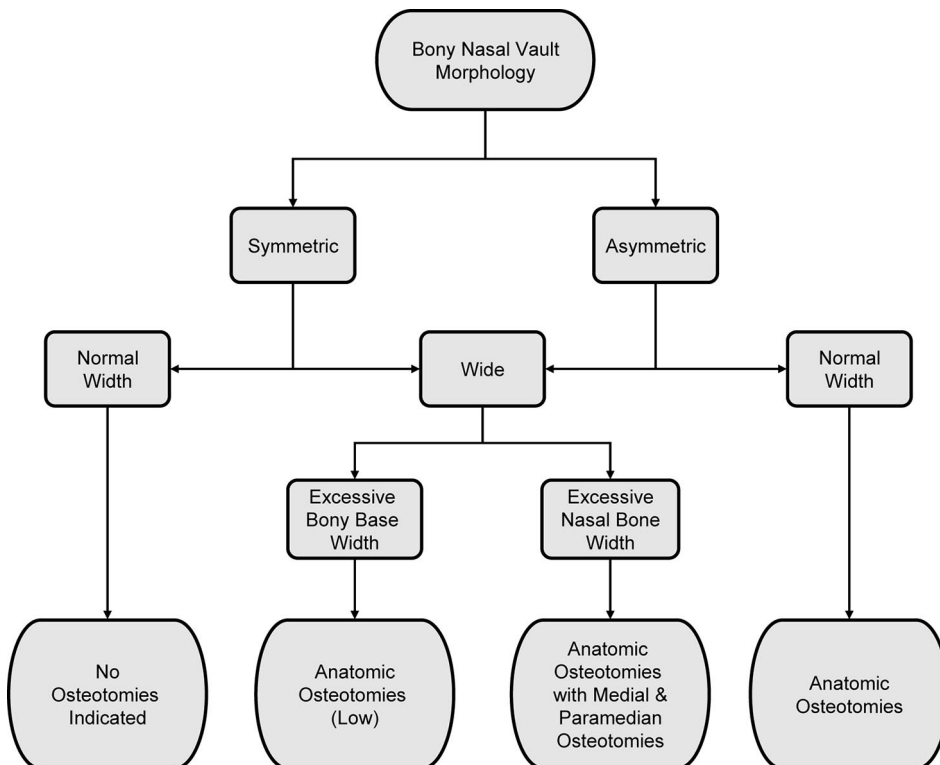 Bony Nasal Vault
Morphology
Symmetric
Asymmetric
Normal
Width
Wide
Normal
Width
Excessive
Bony Base
Width
Excessive
Nasal Bone
Width
No
Osteotomies
Indicated
Anatomic
Osteotomies
(Low)
Anatomic
Osteotomies
with Medial &
Paramedian
Osteotomies
Anatomic
Osteotomies